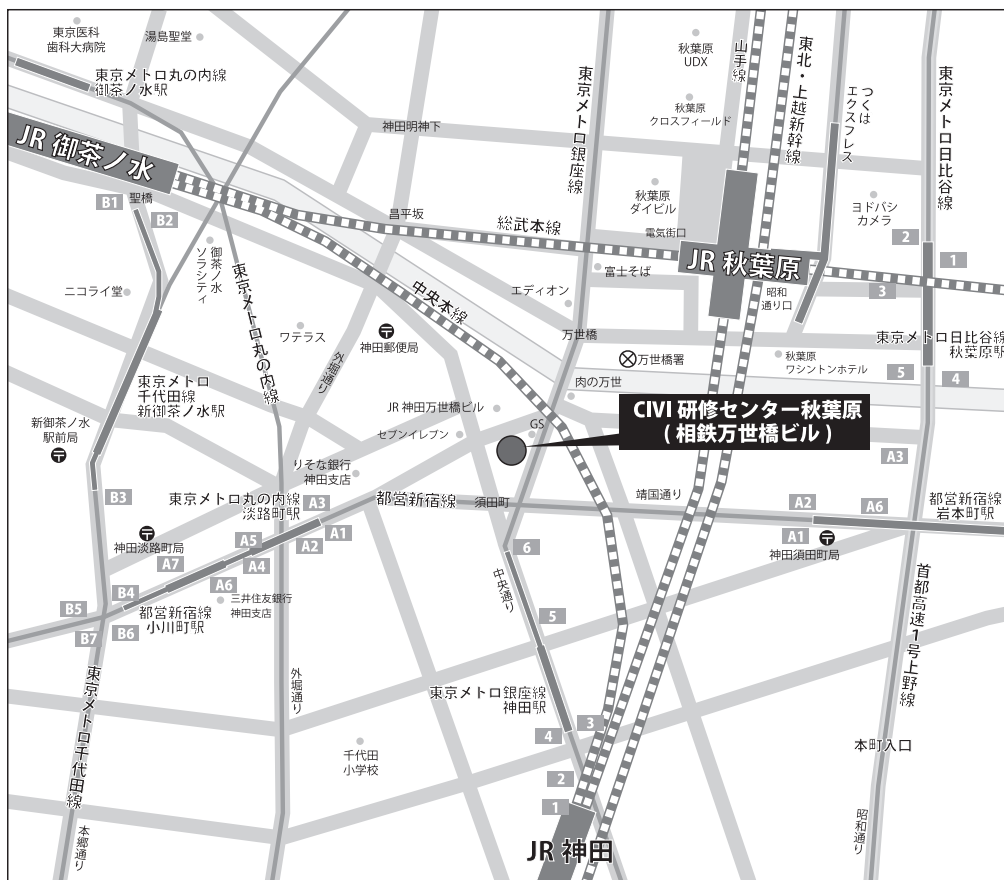 東京医科
歯科大病院
湯島聖堂
東京メトロ丸の内線
御茶ノ水駅
JR 御茶ノ水
聖橋
B1
B2
神田明神下
昌平坂
総武本線
東京メトロ銀座線
秋葉原
UDX
秋葉原
クロスフィールド
山手線
東北・上越新幹線
つくば
エクスプレス
東京メトロ日比谷線
秋葉原
ダイビル
電気街口
ヨドバシ
カメラ
JR 秋葉原
2
1
3
昭和
通り口
富士そば
エディオン
御茶ノ水
ソラシティ
ニコライ堂
東京メトロ丸の内線
ワテラス
神田郵便局
中央本線
外堀通り
万世橋
万世橋署
肉の万世
秋葉原
ワシントンホテル
東京メトロ日比谷線
秋葉原駅
5
4
東京メトロ
千代田線
新御茶ノ水駅
新御茶ノ水
駅前局
JR 神田万世橋ビル
セブンイレブン
GS
CIVI 研修センター秋葉原
( 相鉄万世橋ビル )
A3
りそな銀行
神田支店
B3
東京メトロ丸の内線
淡路町駅
A3
A1
A2
都営新宿線
須田町
靖国通り
A2
A6
都営新宿線
岩本町駅
A1
神田須田町局
神田淡路町局
A5
A4
A7
A6
三井住友銀行
神田支店
B4
B5
B6
B7
都営新宿線
小川町駅
6
中央通り
5
首都高速1号上野線
東京メトロ千代田線
外堀通り
東京メトロ銀座線
神田駅
3
4
千代田
小学校
2
1
本町入口
本郷通り
昭和通り
JR 神田